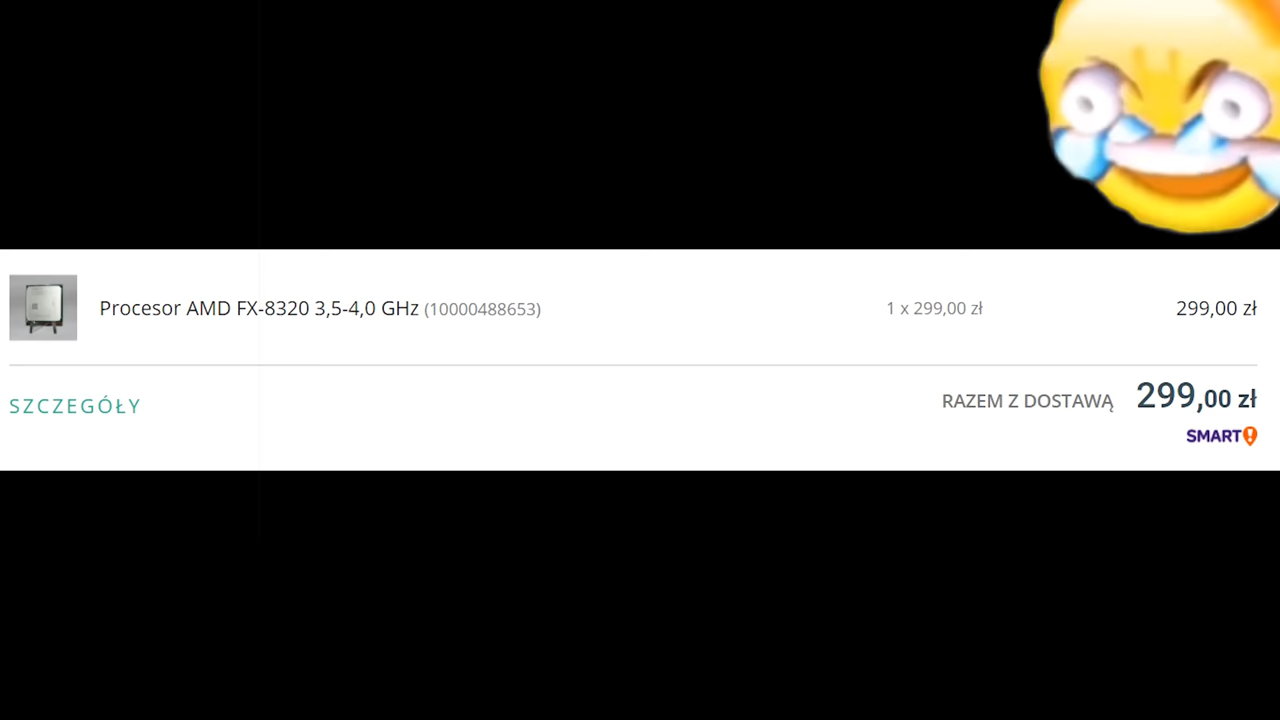 Procesor AMD FX-8320 3,5-4,0 GHz (10000488653) 1 x 299,00 zł 299,00 zł
SZCZEGÓŁY RAZEM Z DOSTAWĄ 299,00 zł
SMART!